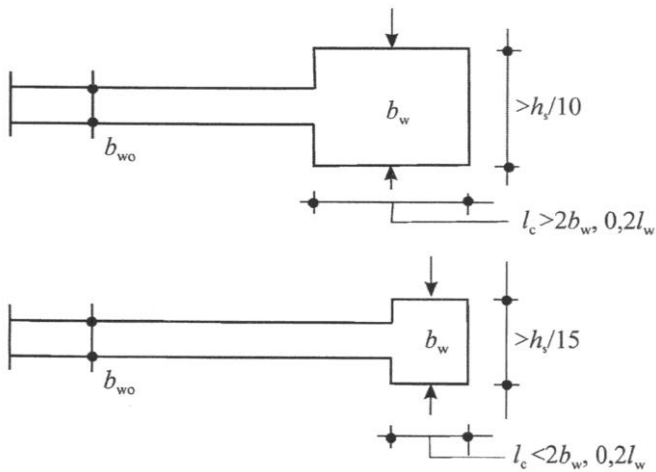 b_w
>h_s/10
b_wo
l_c>2b_w, 0,2l_w
b_w
>h_s/15
b_wo
l_c<2b_w, 0,2l_w